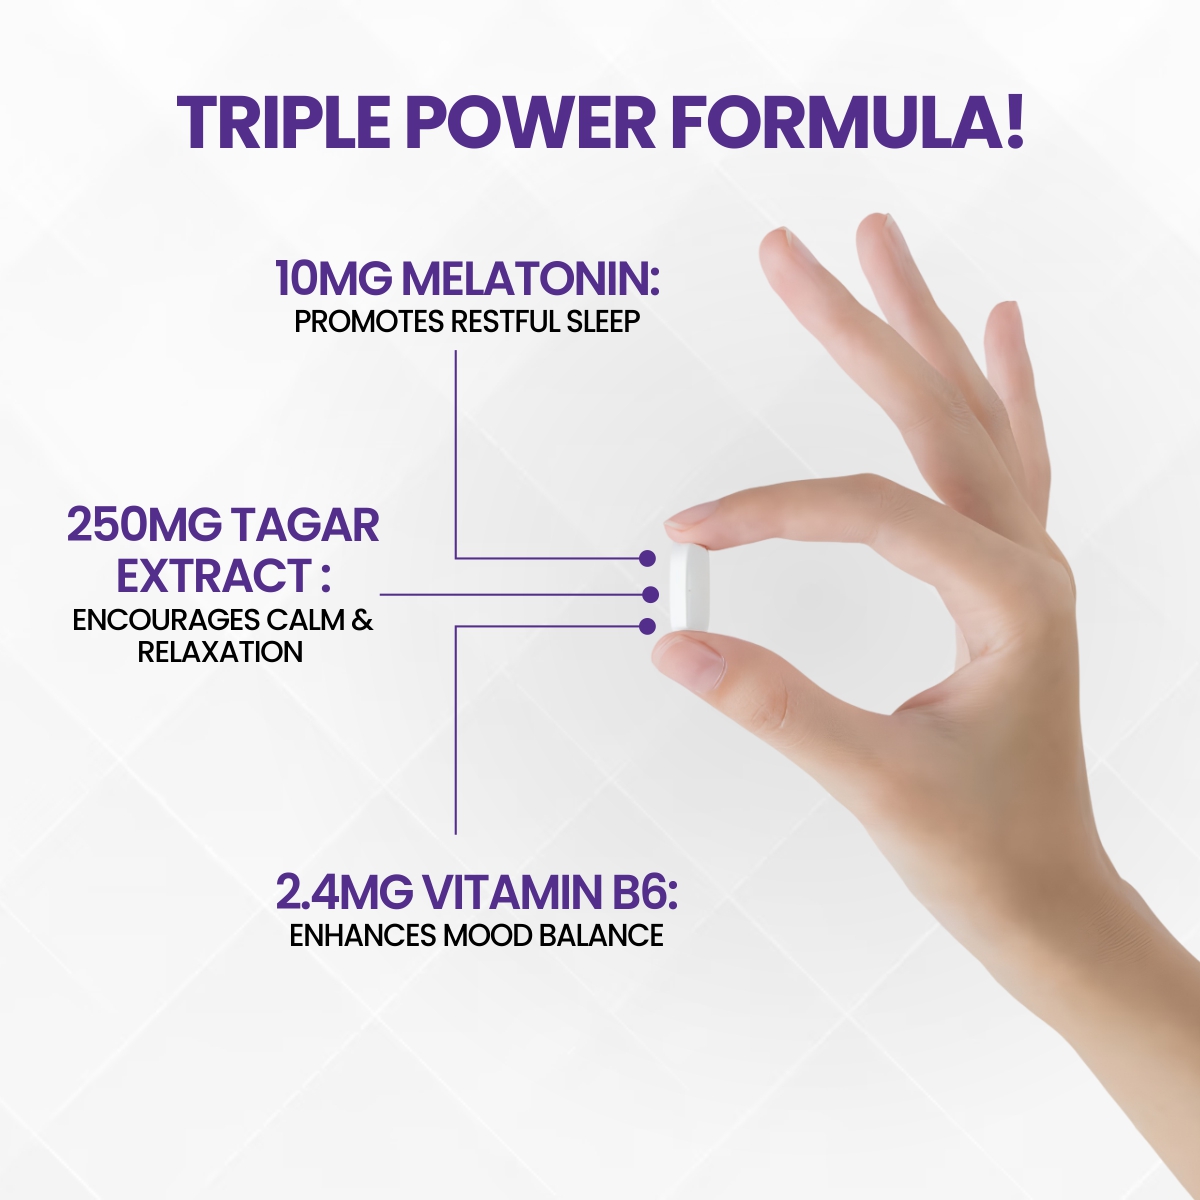 TRIPLE POWER FORMULA!
10MG MELATONIN:
PROMOTES RESTFUL SLEEP
250MG TAGAR
EXTRACT :
ENCOURAGES CALM &
RELAXATION
2.4MG VITAMIN B6:
ENHANCES MOOD BALANCE